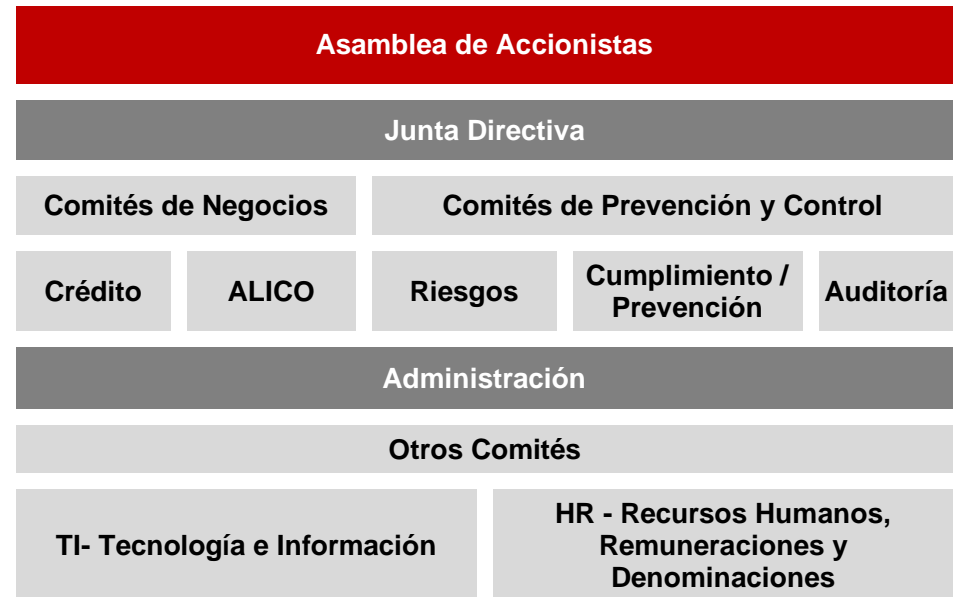 Asamblea de Accionistas
Junta Directiva
Comités de Negocios
Comités de Prevención y Control
Crédito
ALICO
Riesgos
Cumplimiento /
Prevención
Auditoría
Administración
Otros Comités
TI- Tecnología e Información
HR - Recursos Humanos,
Remuneraciones y
Denominaciones